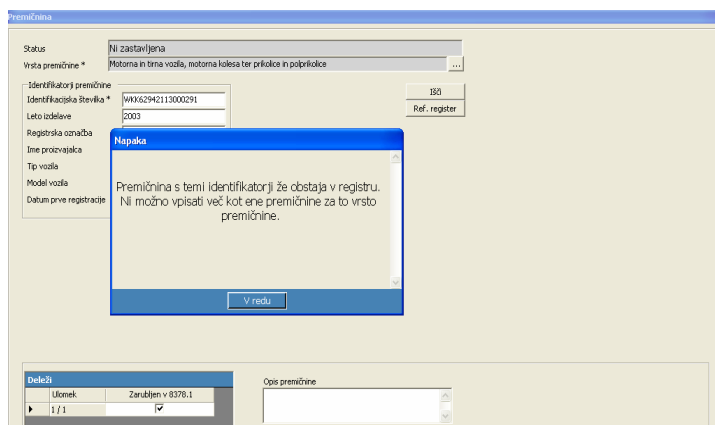 Premičnina
Status Ni zastavljena
Vrsta premičnine * Motorna in tirna vozila, motorna kolesa ter prikolice in polprikolice ...
Identifikatorji premičnine
Identifikacijska številka * WKK62942113000291
Išči
Leto izdelave 2003
Ref. register
Registrska označba
Ime proizvajalca
Tip vozila
Model vozila
Datum prve registracije
Napaka
Premičnina s temi identifikatorji že obstaja v registru.
Ni možno vpisati več kot ene premičnine za to vrsto
premičnine.
V redu
Deleži
Ulomek Zarubljen v 8378.1
1 / 1
Opis premičnine